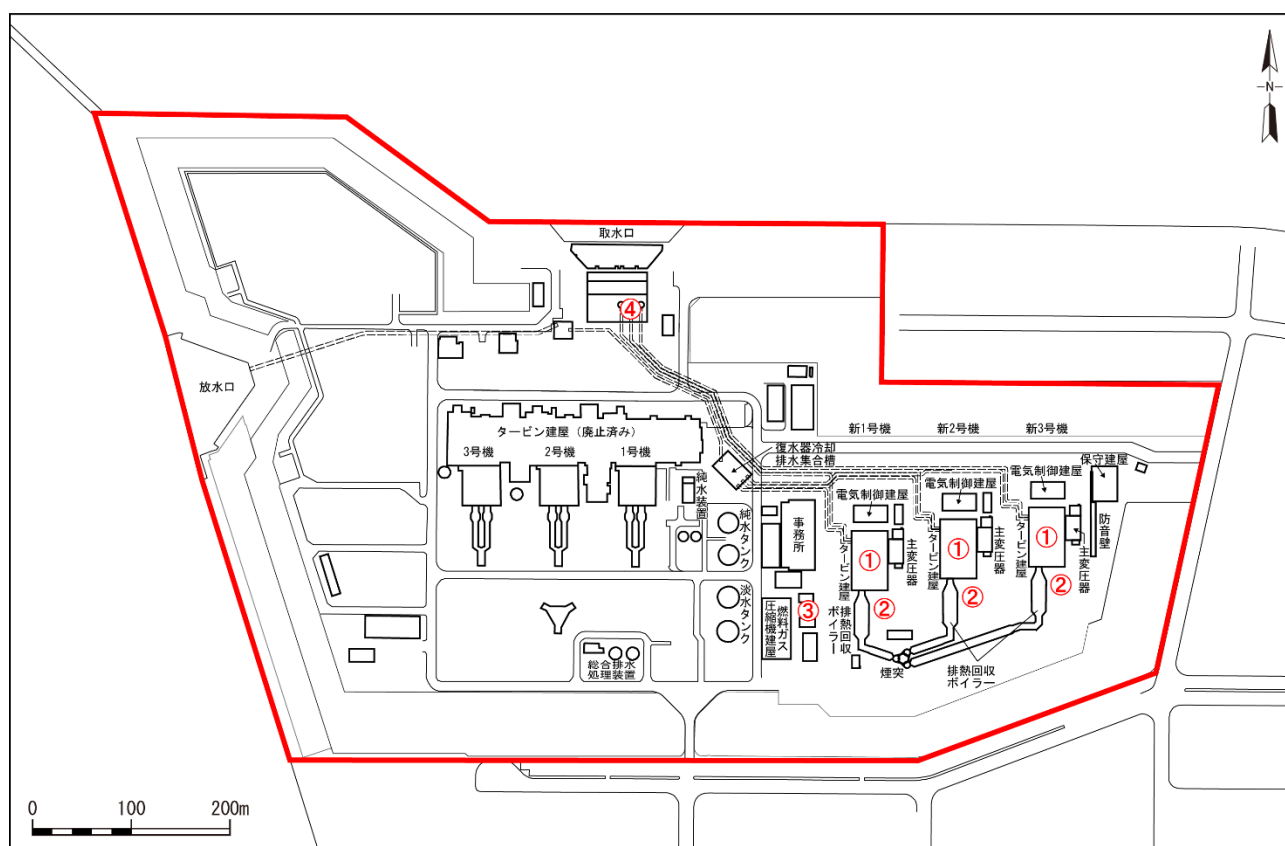 N
取水口
④
放水口
タービン建屋（廃止済み）
3号機
2号機
1号機
復水器冷却
排水集合槽
新1号機
新2号機
新3号機
保守建屋
電気制御建屋
電気制御建屋
電気制御建屋
純水装置
純水タンク
淡水タンク
事務所
タービン建屋
①
主変圧器
タービン建屋
①
主変圧器
タービン建屋
①
主変圧器
防音壁
②
②
②
③
燃料ガス
圧縮機建屋
排熱回収
ボイラー
総合排水
処理装置
煙突
排熱回収
ボイラー
0 100 200m